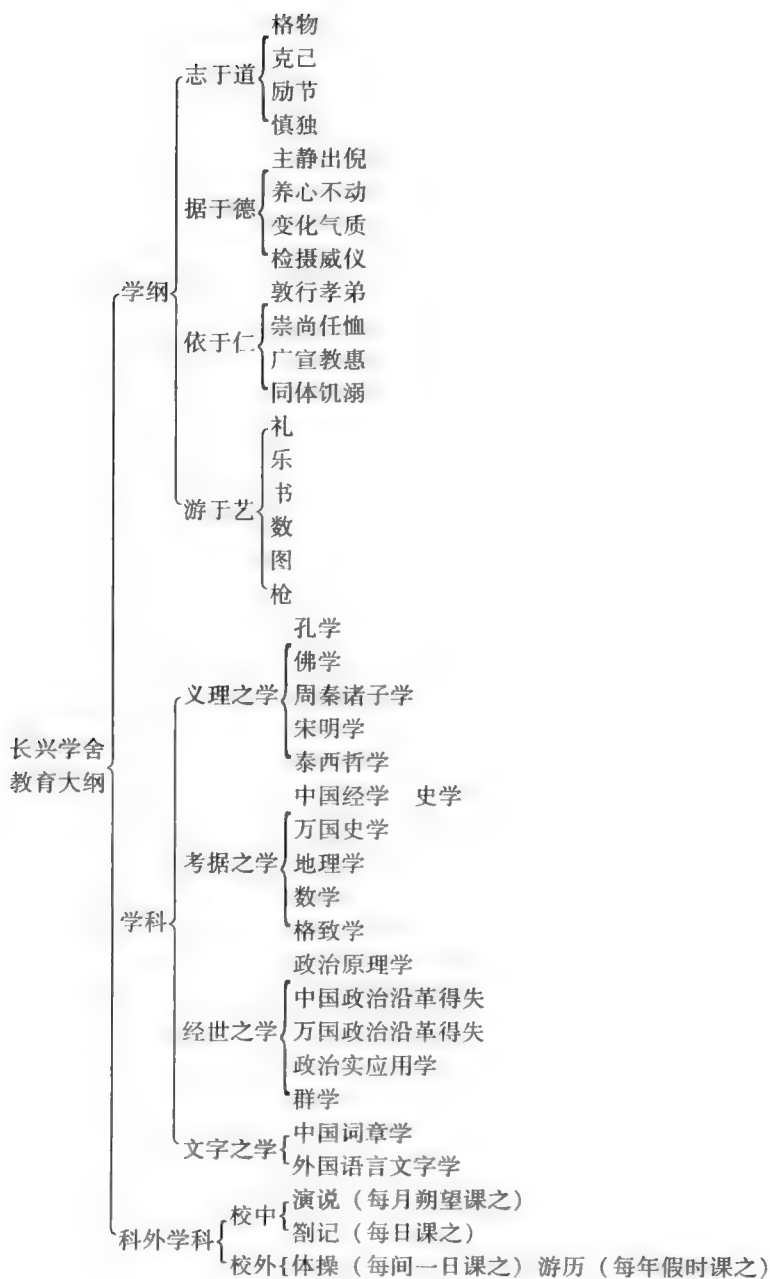 格物
志于道
克己
励节
慎独
主静出倪
据于德
养心不动
变化气质
检摄威仪
学纲
敦行孝弟
依于仁
崇尚任恤
广宣教惠
同体饥溺
礼
乐
游于艺
书
数
图
枪
孔学
佛学
义理之学
周秦诸子学
宋明学
长兴学舍
教育大纲
泰西哲学
中国经学 史学
万国史学
考据之学
地理学
数学
学科
格致学
政治原理学
中国政治沿革得失
经世之学
万国政治沿革得失
政治实应用学
群学
文字之学
中国词章学
外国语言文字学
科外学科
校中
演说（每月朔望课之）
劄记（每日课之）
校外 体操（每间一日课之）游历（每年假时课之）